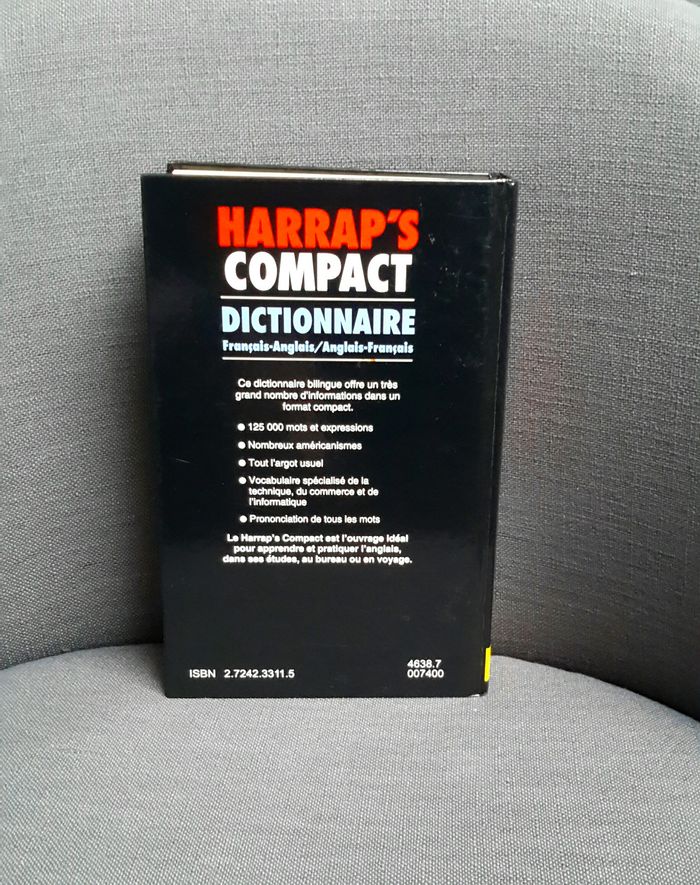 HARRAP'S
COMPACT
DICTIONNAIRE
Français-Anglais/Anglais-Français
Ce dictionnaire bilingue offre un très
grand nombre d'informations dans un
format compact.
● 125 000 mots et expressions
● Nombreux américanismes
● Tout l'argot usuel
● Vocabulaire spécialisé de la
technique, du commerce et de
l'informatique
● Prononciation de tous les mots
Le Harrap's Compact est l'ouvrage idéal
pour apprendre et pratiquer l'anglais,
dans ses études, au bureau ou en voyage.
4638.7
ISBN 2.7242.3311.5 007400